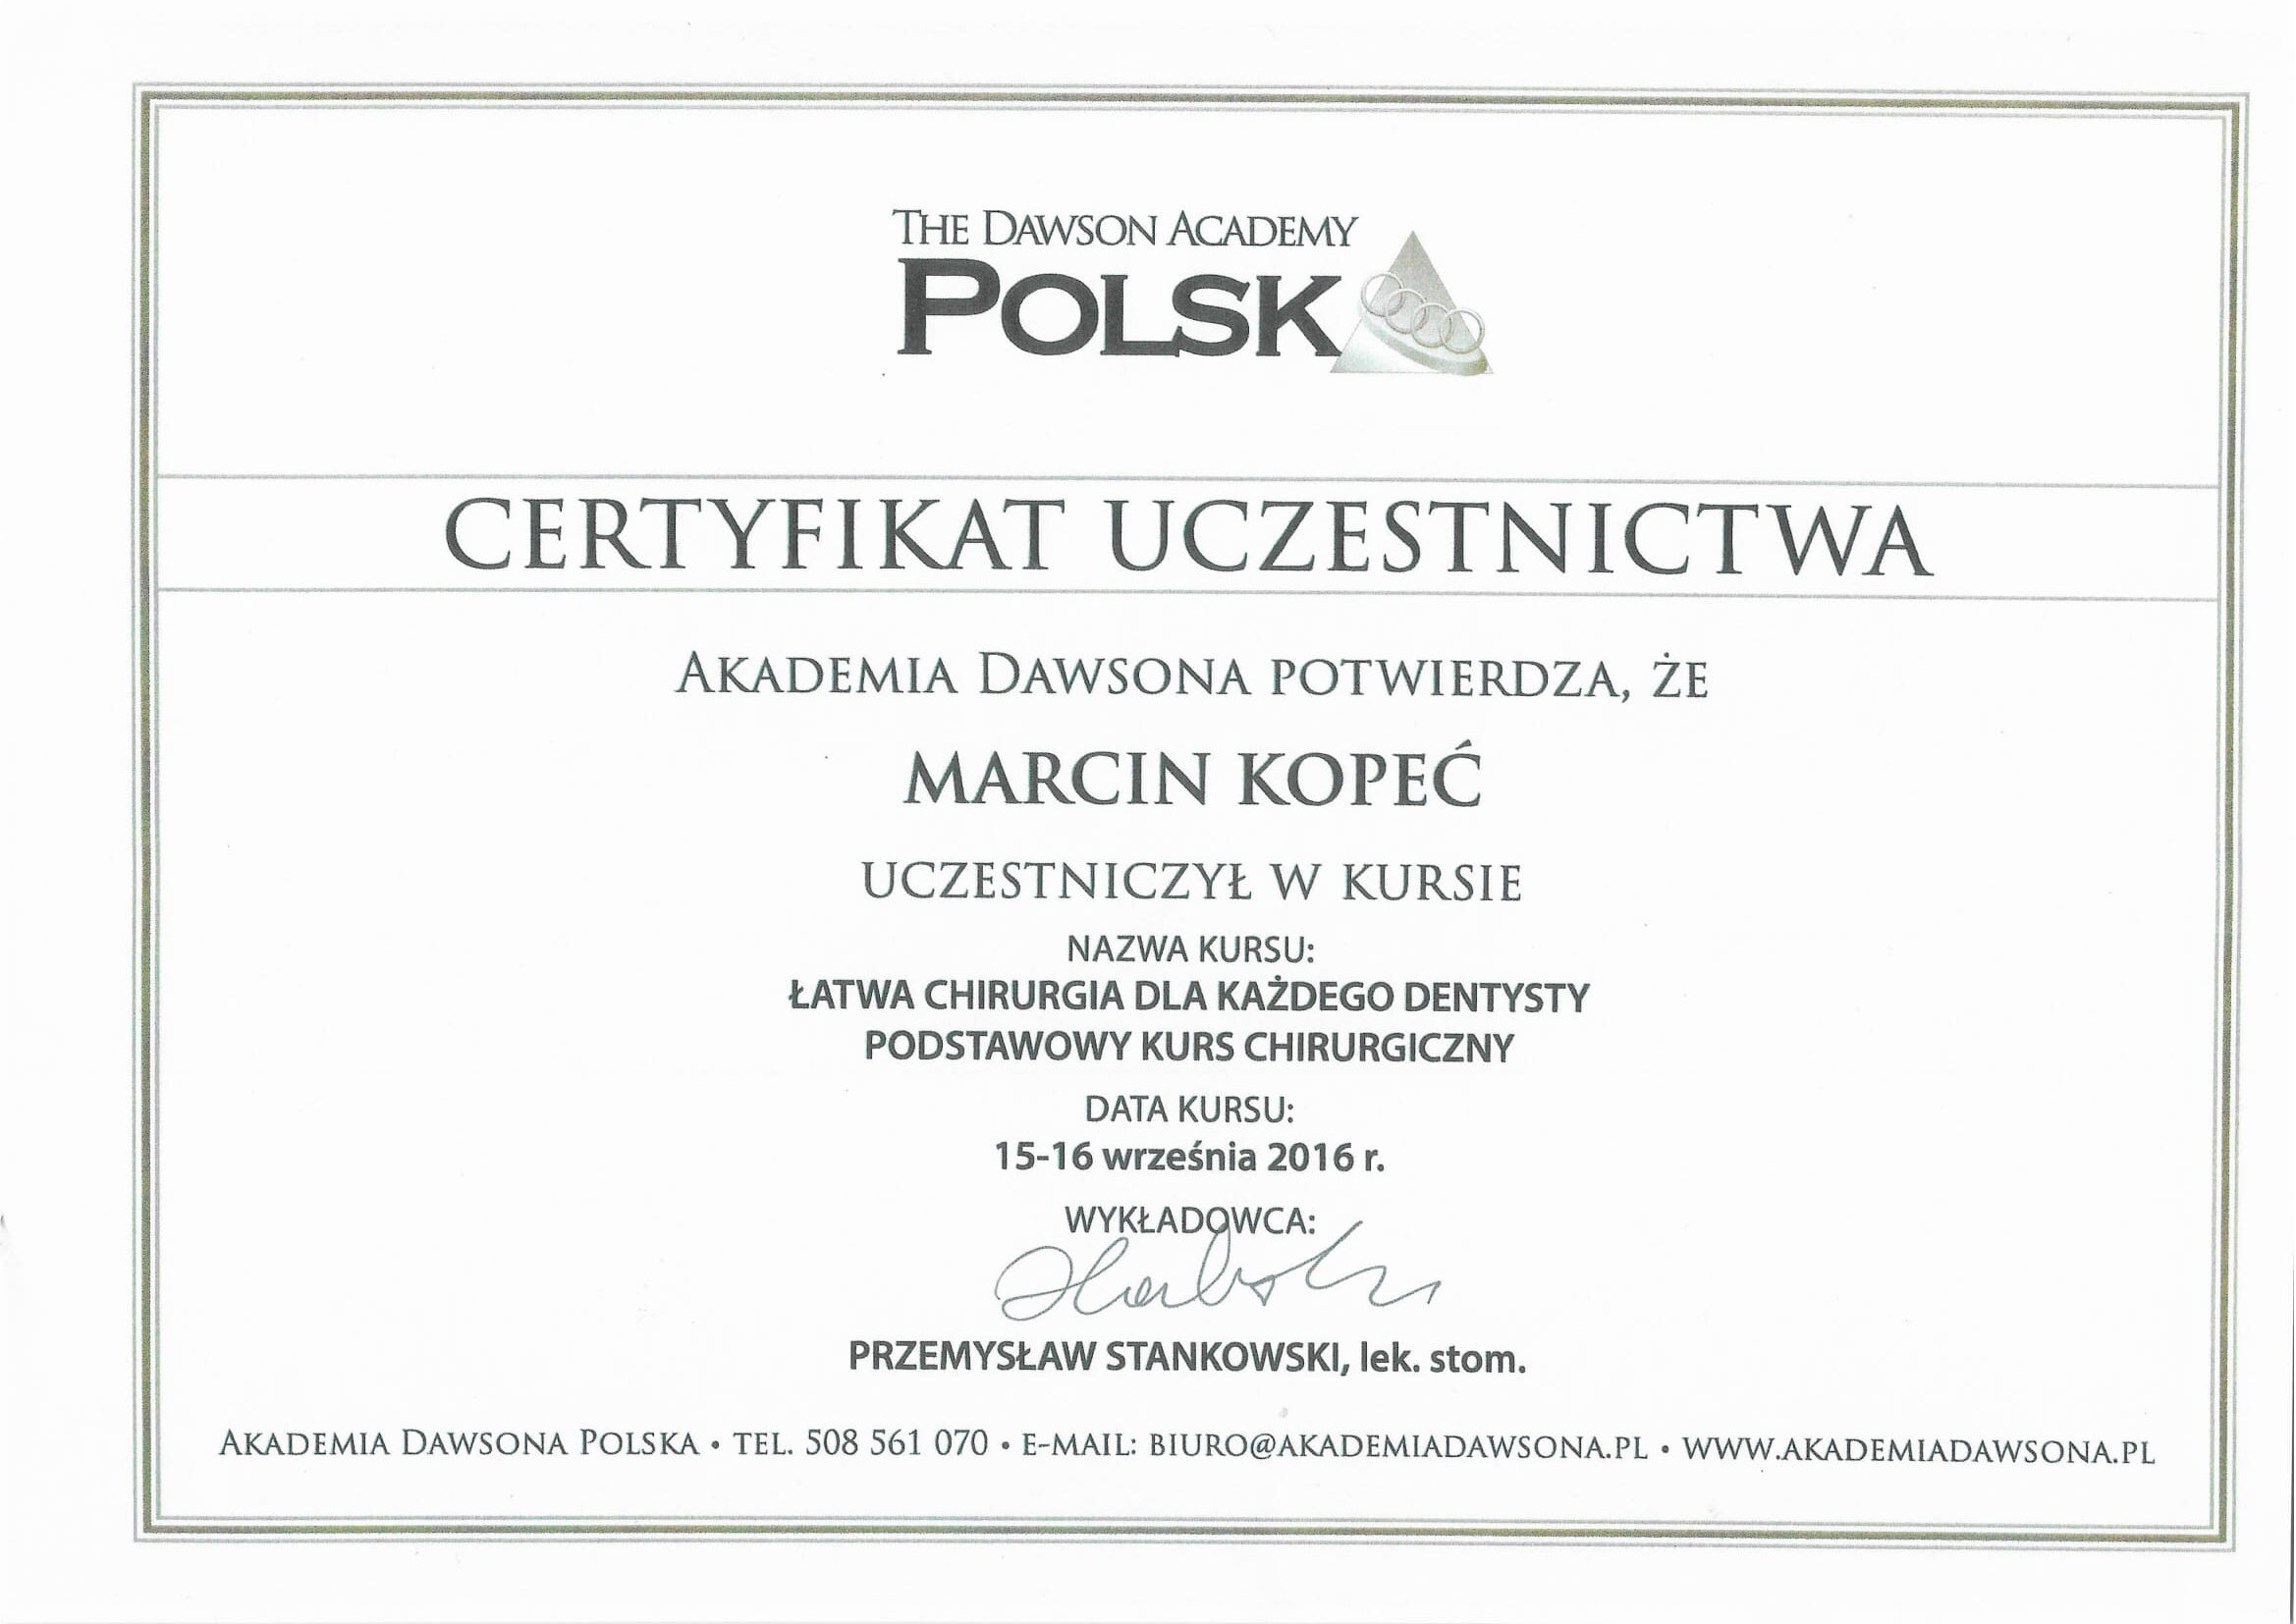 THE DAWSON ACADEMY
POLSK
CERTYFIKAT UCZESTNICTWA
AKADEMIA DAWSONA POTWIERDZA, ŻE
MARCIN KOPEĆ
UCZESTNICZYŁ W KURSIE
NAZWA KURSU:
ŁATWA CHIRURGIA DLA KAŻDEGO DENTYSTY
PODSTAWOWY KURS CHIRURGICZNY
DATA KURSU:
15-16 września 2016 r.
WYKŁADOWCA:
PRZEMYSŁAW STANKOWSKI, lek. stom.
AKADEMIA DAWSONA POLSKA • TEL. 508 561 070 • E-MAIL: BIURO@AKADEMIADAWSONA.PL • WWW.AKADEMIADAWSONA.PL